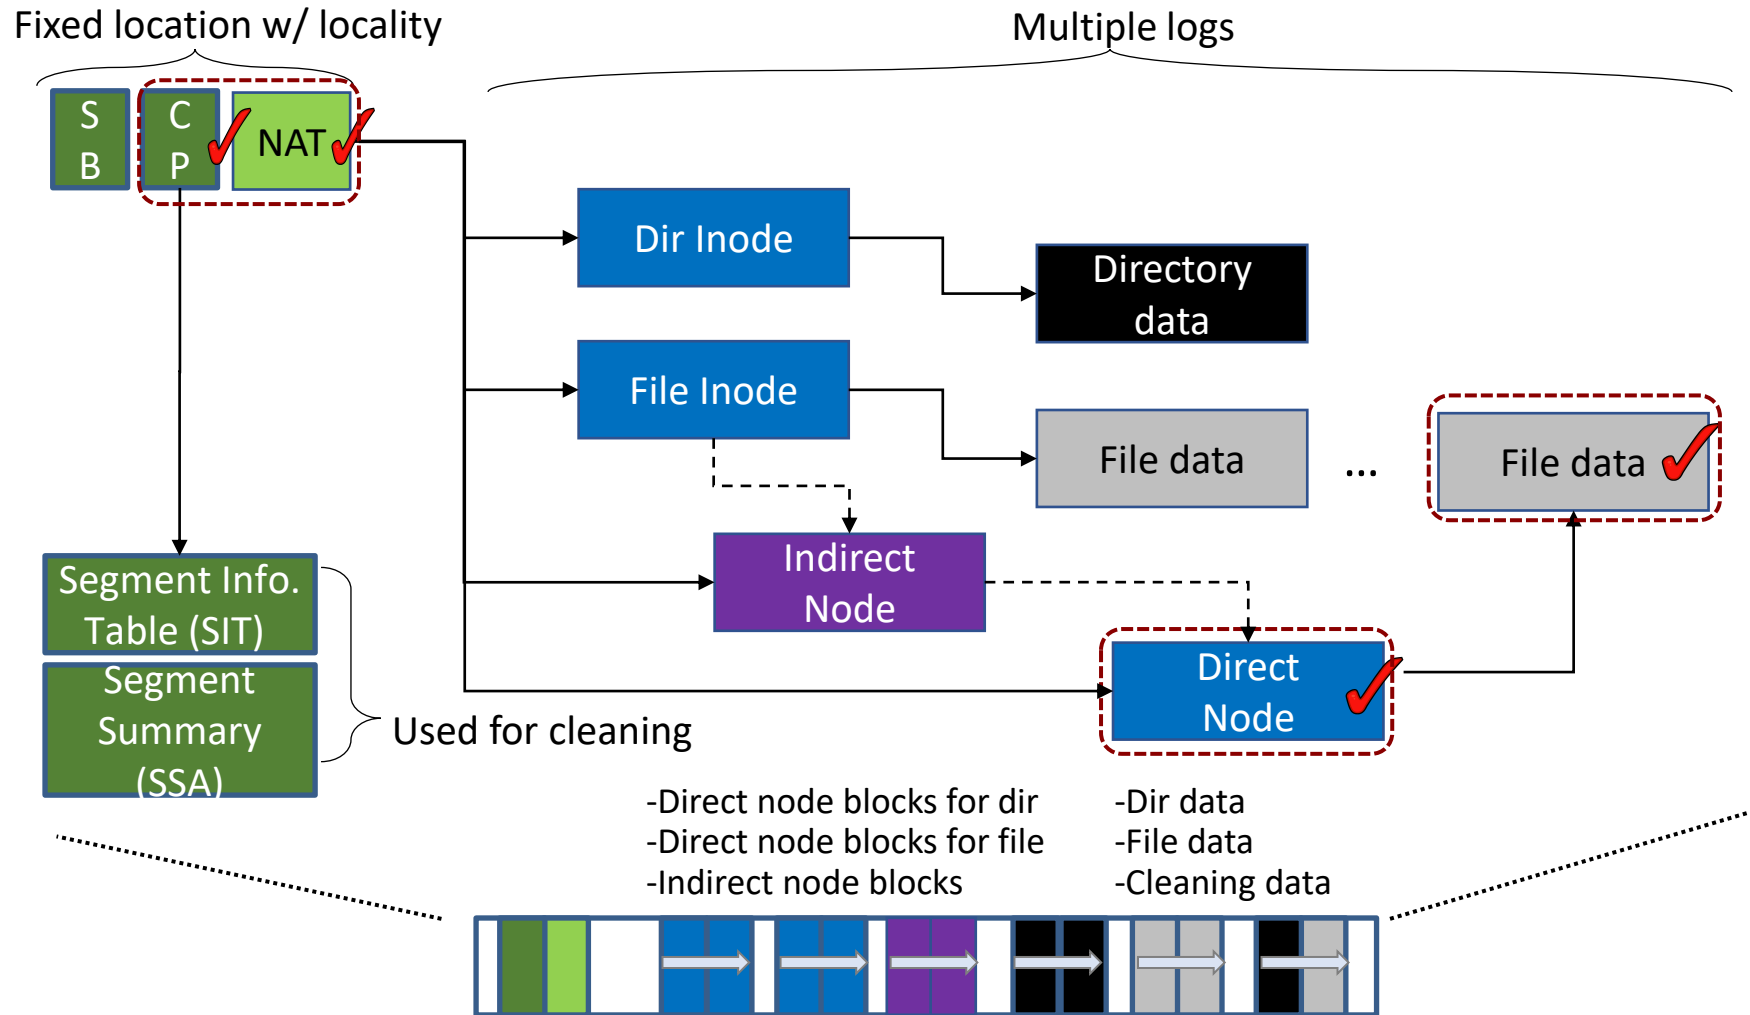 Fixed location w/ locality
Multiple logs
S
B
C
P
NAT
Dir Inode
Directory
data
File Inode
File data
...
File data
Indirect
Node
Segment Info.
Table (SIT)
Segment
Summary
(SSA)
Used for cleaning
Direct
Node
-Direct node blocks for dir
-Direct node blocks for file
-Indirect node blocks
-Dir data
-File data
-Cleaning data